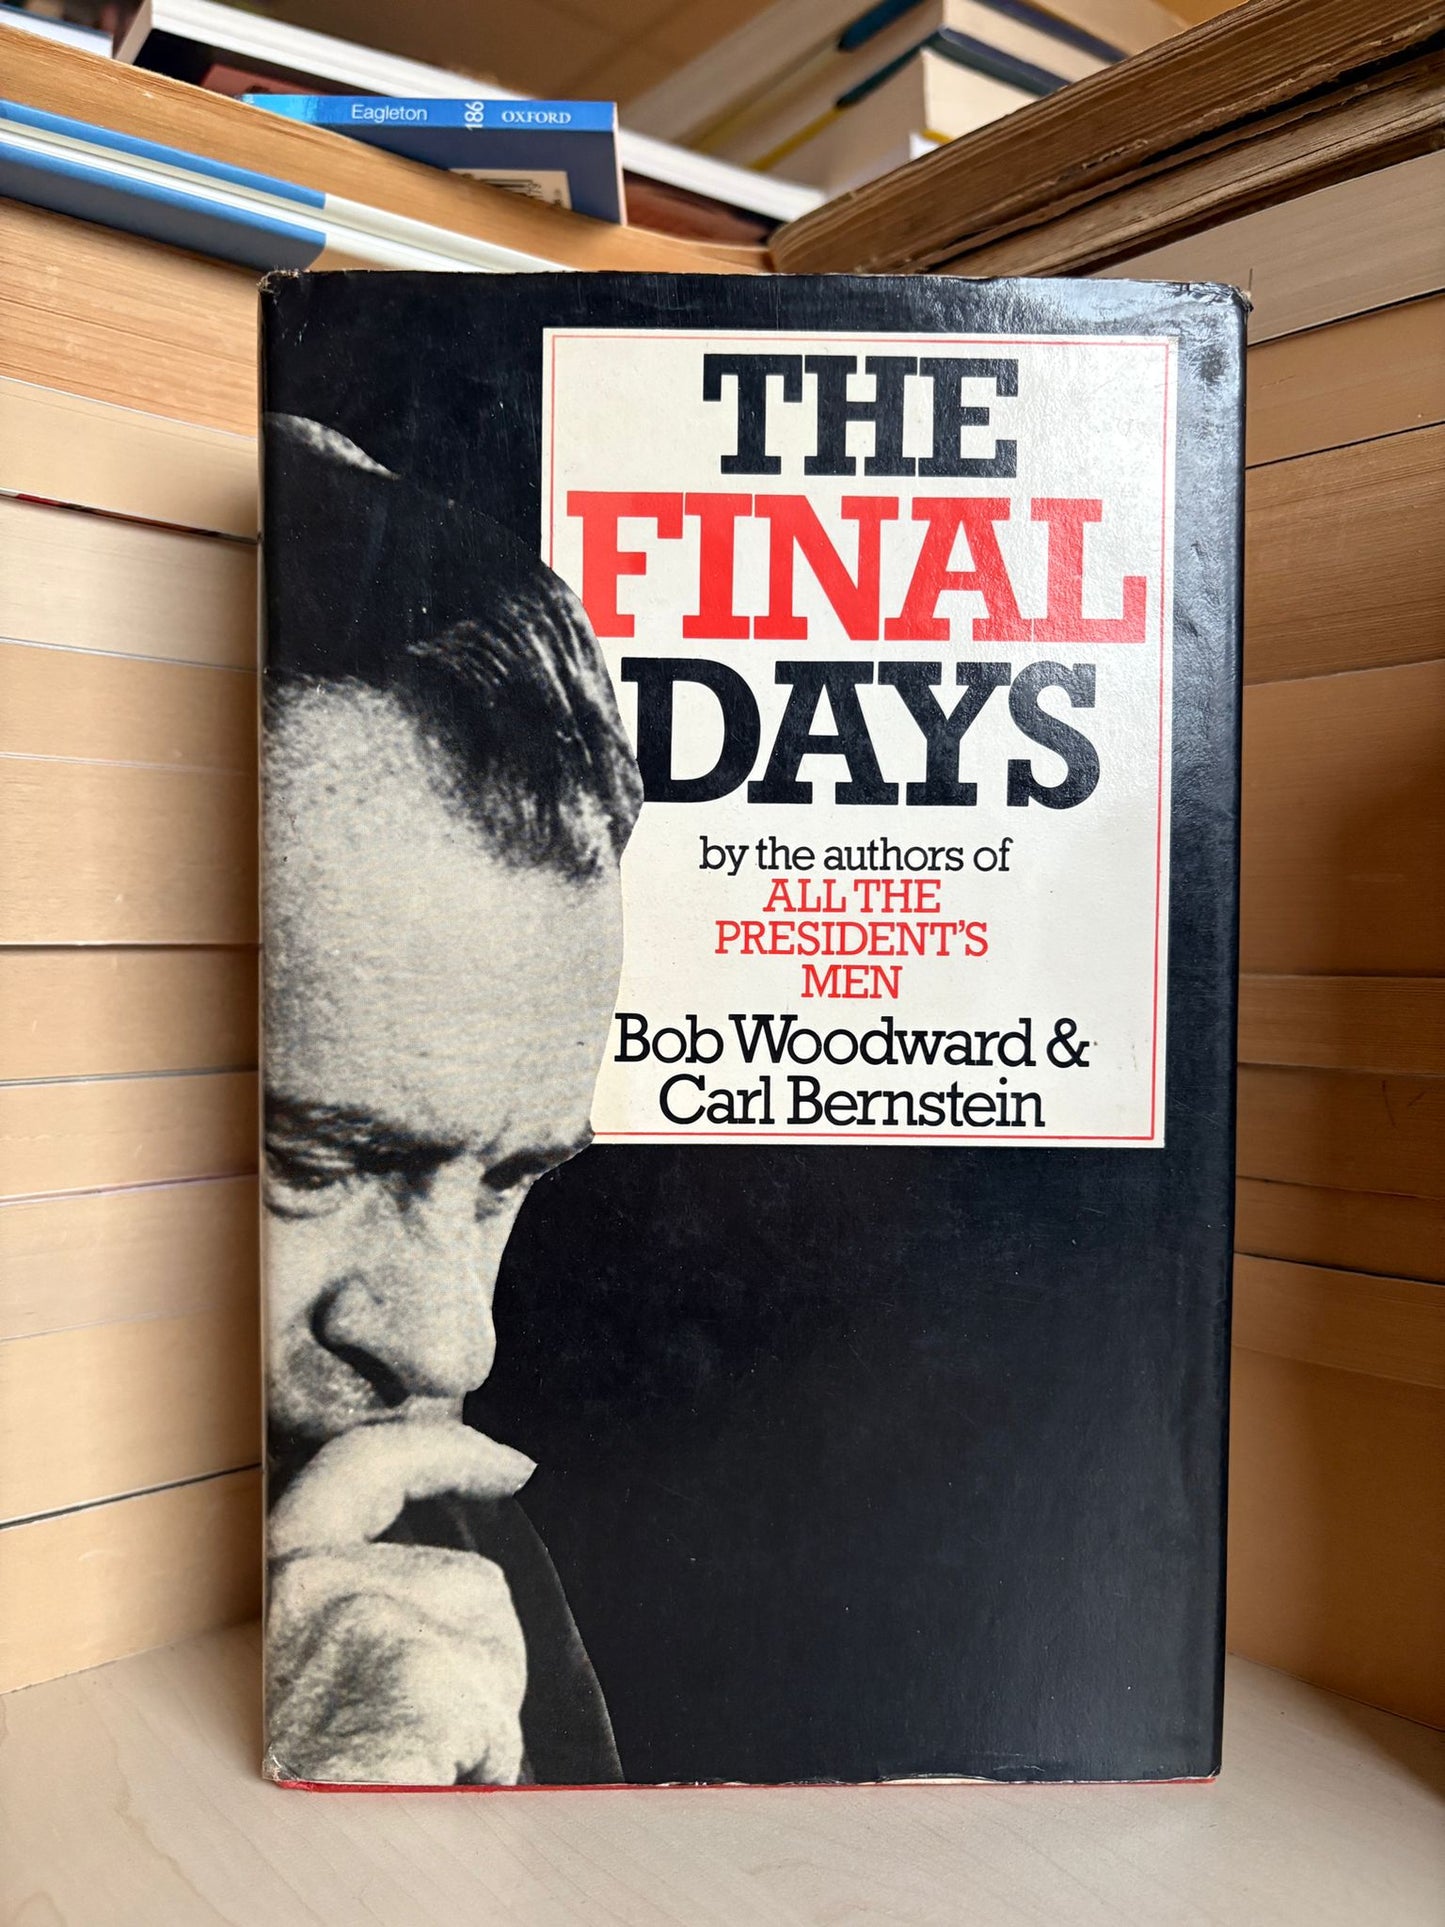 Eagleton 186 OXFORD
THE
FINAL
DAYS
by the authors of
ALL THE
PRESIDENT'S
MEN
Bob Woodward &
Carl Bernstein